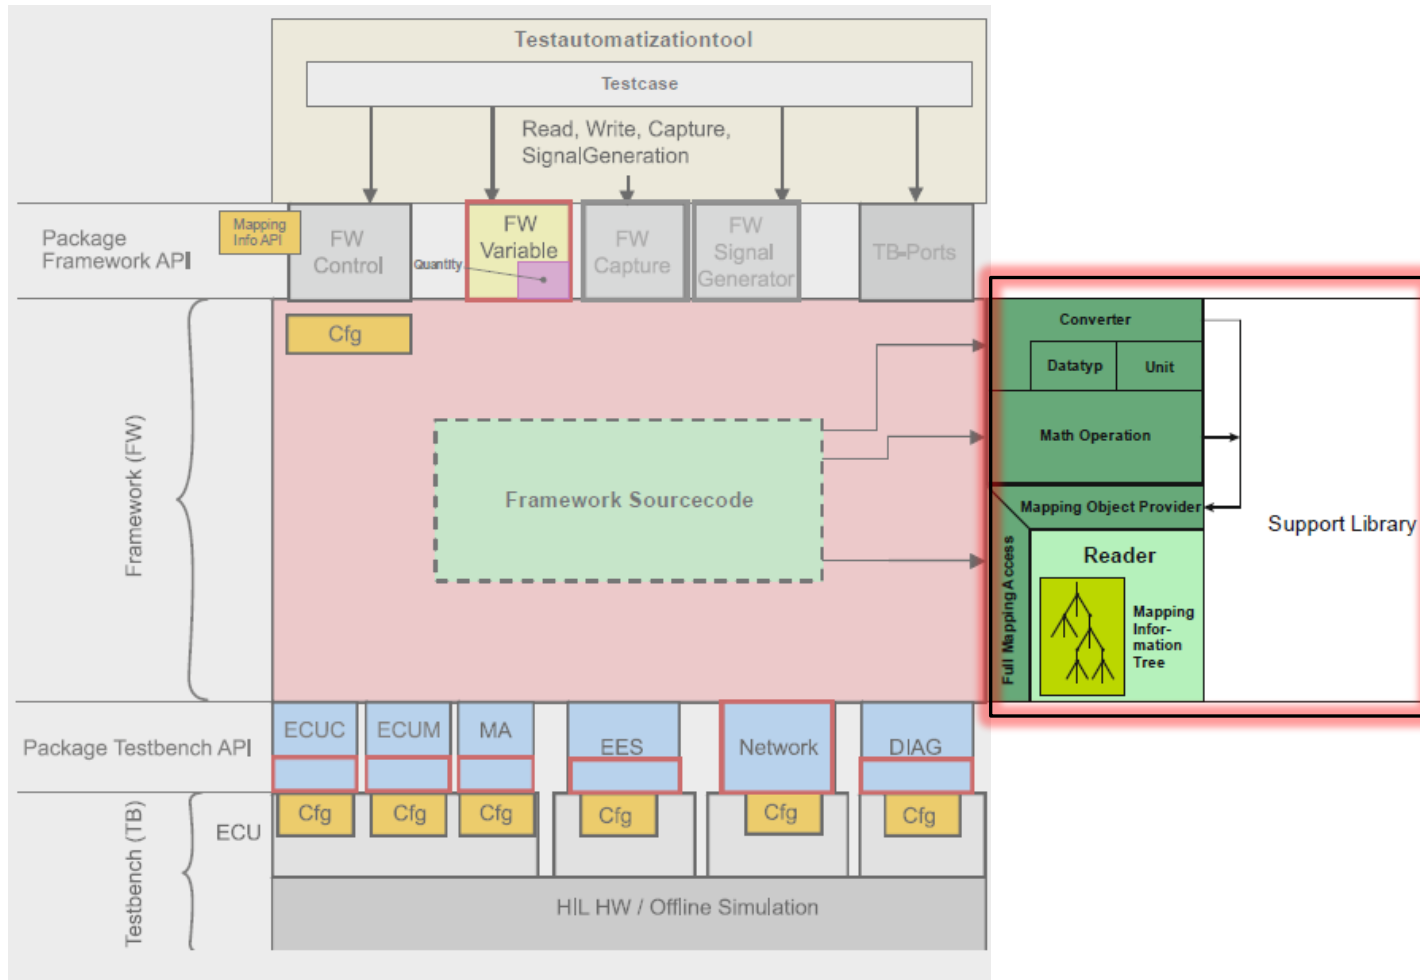 Testautomatizationtool
Testcase
Read, Write, Capture,
SignalGeneration
Package
Framework API
Mapping
Info API
FW
Control
FW
Variable
Quantity
FW
Capture
FW
Signal
Generator
TB-Ports
Framework (FW)
Cfg
Framework Sourcecode
Converter
Datatyp
Unit
Math Operation
Mapping Object Provider
Full Mapping Access
Reader
Mapping
Infor-
mation
Tree
Support Library
Package Testbench API
ECUC
ECUM
MA
EES
Network
DIAG
Testbench (TB)
ECU
Cfg
Cfg
Cfg
Cfg
Cfg
Cfg
HIL HW / Offline Simulation